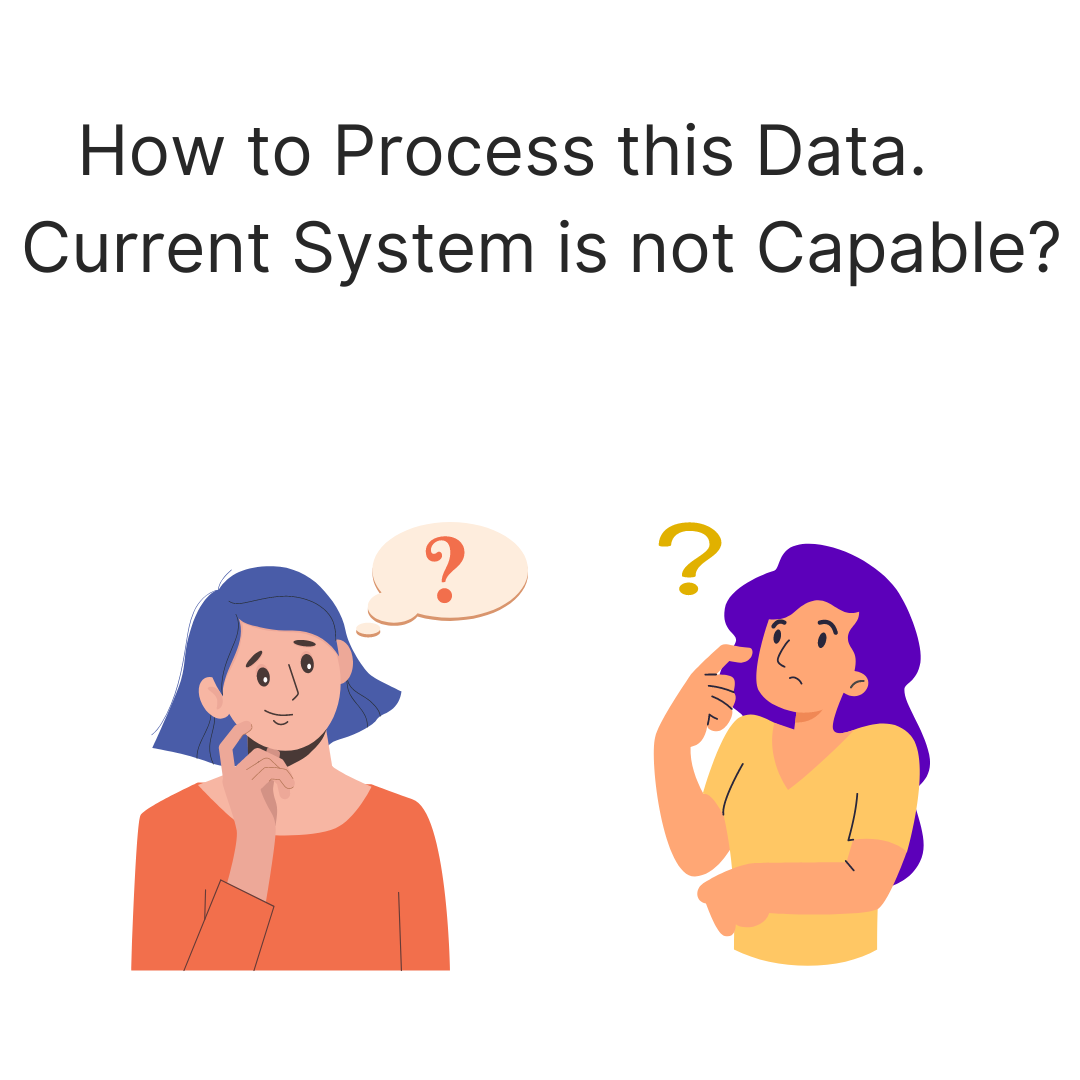 How to Process this Data.
Current System is not Capable?
?
?